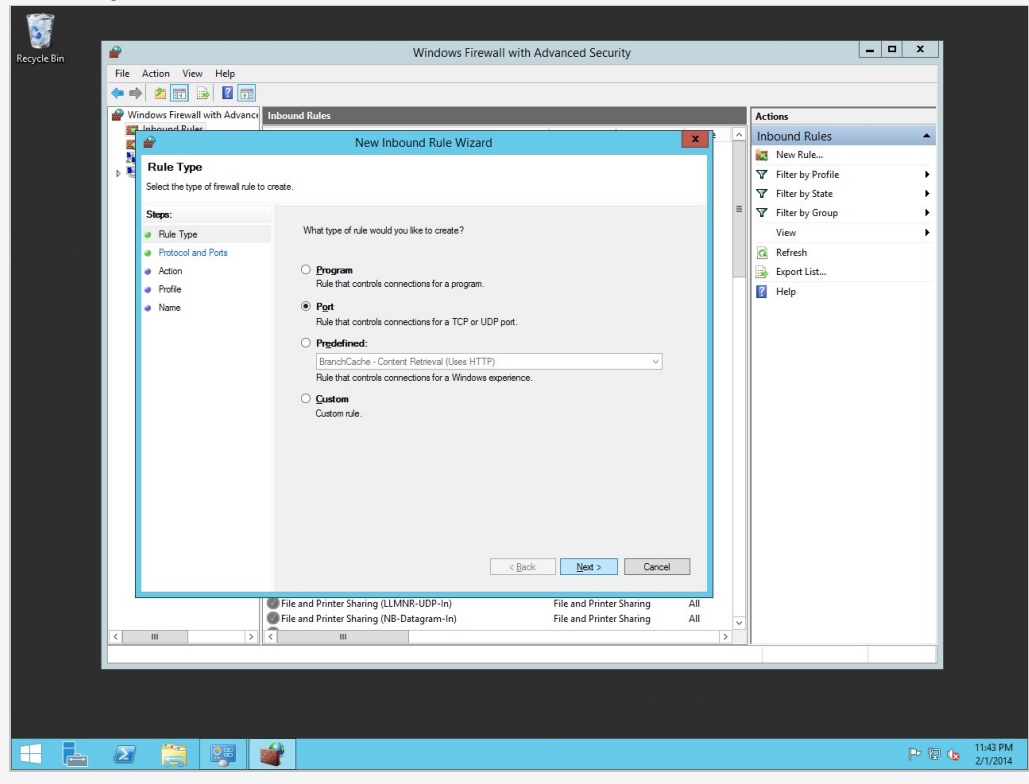 Recycle Bin
Windows Firewall with Advanced Security
File Action View Help
Windows Firewall with Advance
Inbound Rules
Inbound Rules
Actions
Inbound Rules
New Rule...
Filter by Profile
Filter by State
Filter by Group
View
Refresh
Export List...
Help
New Inbound Rule Wizard
Rule Type
Select the type of firewall rule to create.
Steps:
Rule Type
Protocol and Ports
Action
Profile
Name
What type of rule would you like to create?
Program
Rule that controls connections for a program.
Port
Rule that controls connections for a TCP or UDP port.
Predefined:
BranchCache - Content Retrieval (Uses HTTP)
Rule that controls connections for a Windows experience.
Custom
Custom rule.
< Back Next > Cancel
File and Printer Sharing (LLMNR-UDP-In) File and Printer Sharing All
File and Printer Sharing (NB-Datagram-In) File and Printer Sharing All
11:43 PM
2/1/2014